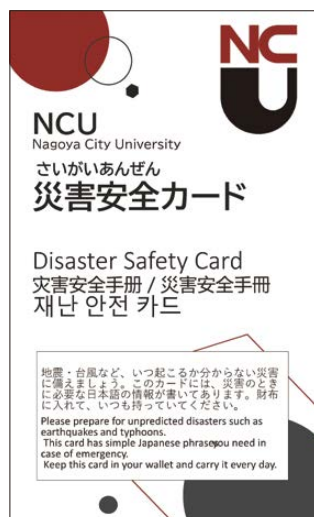 NC
U
NCU
Nagoya City University
さいがいあんぜん
災害安全カード
Disaster Safety Card
灾害安全手册 / 災害安全手冊
재난 안전 카드
地震・台風など、いつ起こるか分からない災害
に備えましょう。このカードには、災害のとき
に必要な日本語の情報が書いてあります。財布
に入れて、いつも持っていてください。
Please prepare for unpredicted disasters such as
earthquakes and typhoons.
This card has simple Japanese phrases you need in
case of emergency.
Keep this card in your wallet and carry it every day.